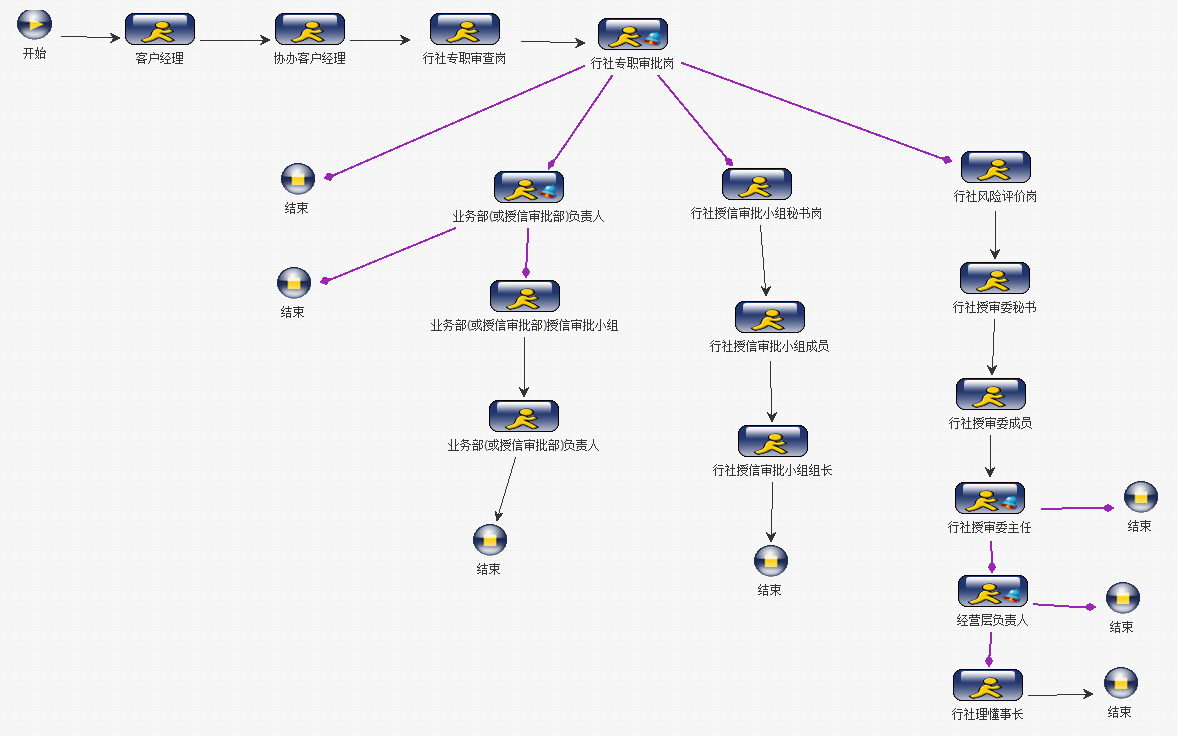 开始
客户经理
协办客户经理
行社专职审查岗
行社专职审批岗
结束
业务部(或授信审批部)负责人
行社授信审批小组秘书岗
行社风险评价岗
结束
业务部(或授信审批部)授信审批小组
行社授信审批小组成员
行社授审委秘书
业务部(或授信审批部)负责人
行社授信审批小组组长
行社授审委成员
结束
结束
行社授审委主任
结束
经营层负责人
结束
行社理懂事长
结束